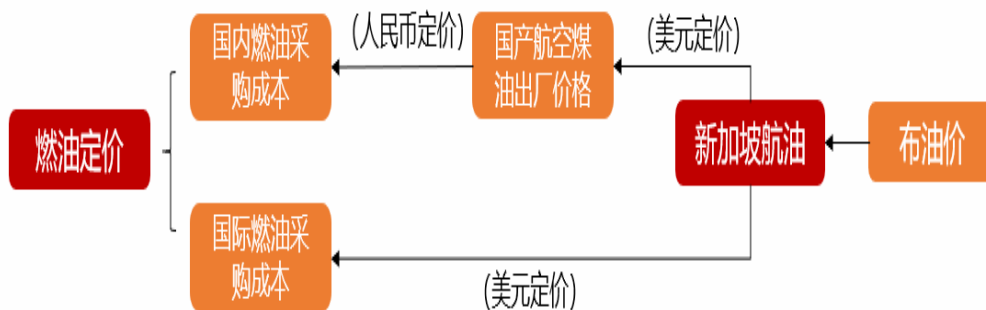 国内燃油采
购成本
(人民币定价)
国产航空煤
油出厂价格
(美元定价)
燃油定价
新加坡航油
布油价
国际燃油采
购成本
(美元定价)